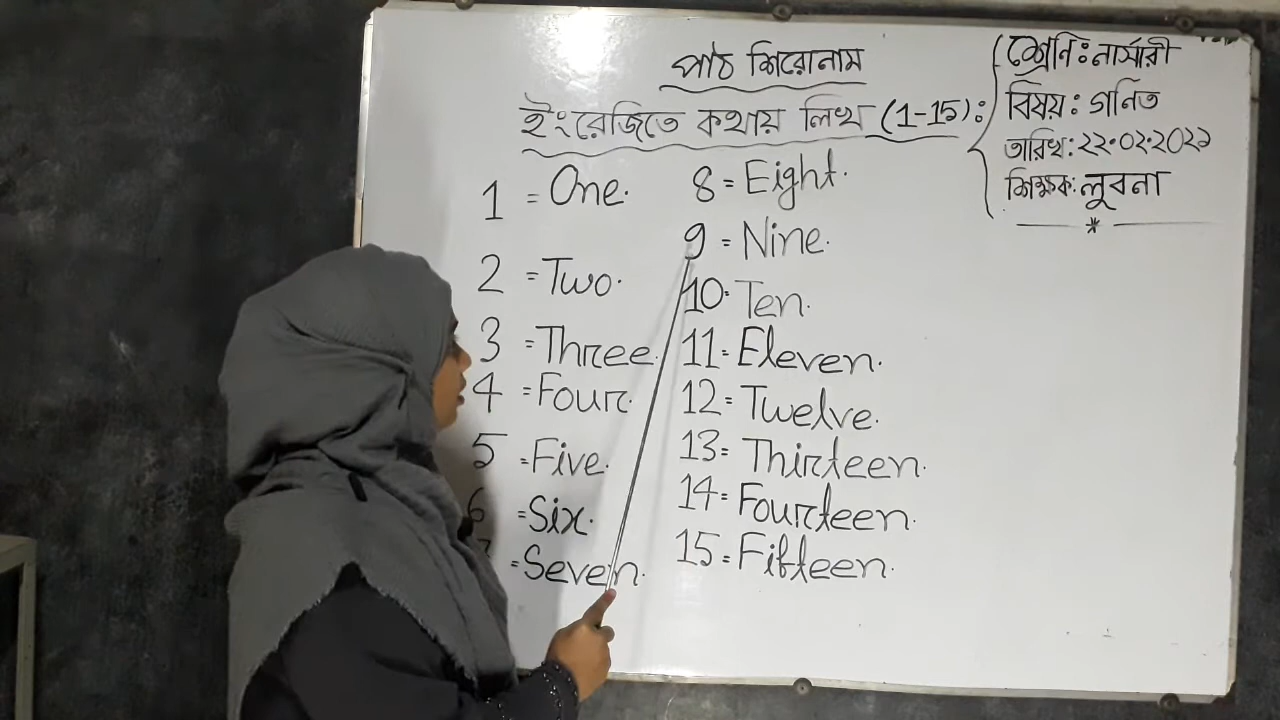 পাঠ শিরোনাম
ইংরেজিতে কথায় লিখ (1-15):
শ্রেণি: নার্সারী
বিষয়: গনিত
তারিখ: ২২.০২.২০২১
শিক্ষক: লুবনা
1 = One.
2 = Two.
3 = Three.
4 = Four.
5 = Five.
6 = Six.
7 = Seven.
8 = Eight.
9 = Nine.
10. Ten.
11 = Eleven.
12 = Twelve.
13 = Thirteen.
14 = Fourteen.
15 = Fifteen.